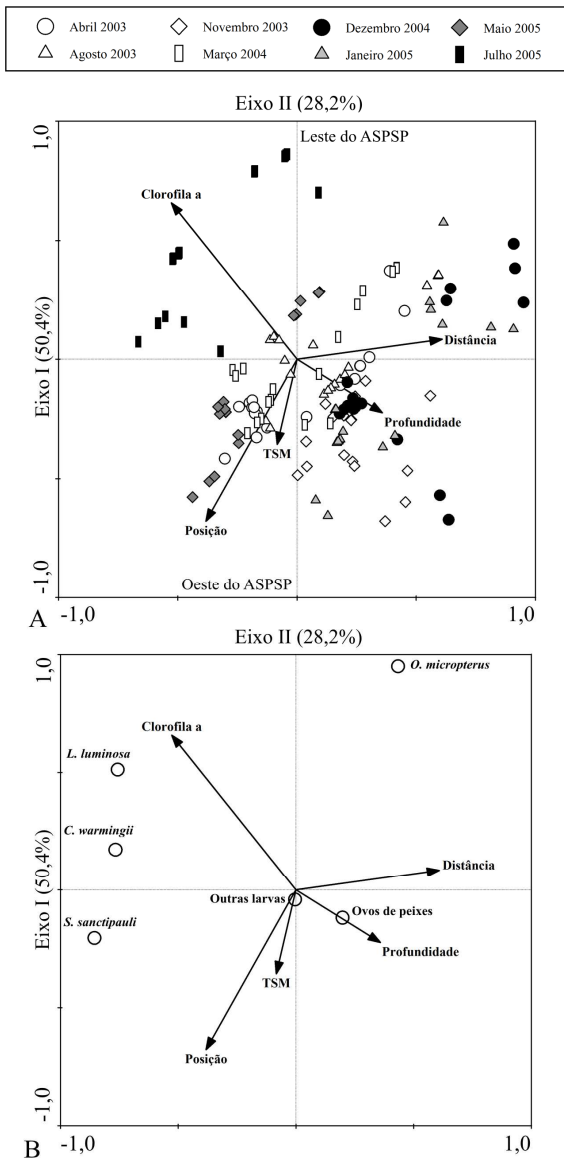 Abril 2003 Novembro 2003 Dezembro 2004 Maio 2005
Agosto 2003 Março 2004 Janeiro 2005 Julho 2005
Eixo II (28,2%)
1,0
Leste do ASPSP
Clorofila a
Eixo I (50,4%)
Distância
Profundidade
TSM
Posição
Oeste do ASPSP
-1,0
A
-1,0 1,0
Eixo II (28,2%)
1,0
O. micropterus
Clorofila a
L. luminosa
C. warmingii
Eixo I (50,4%)
Distância
Outras larvas
Ovos de peixes
S. sanctipauli
Profundidade
TSM
Posição
-1,0
B
-1,0 1,0